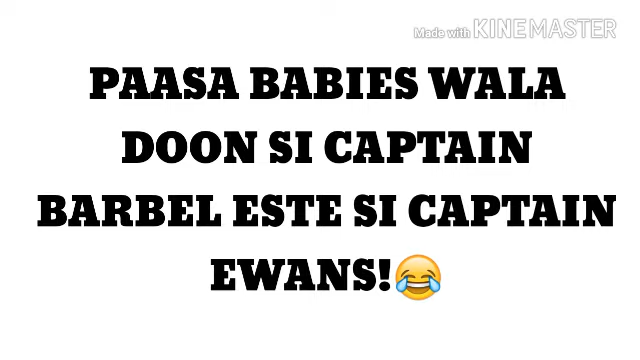 Made with KINEMASTER
PAASA BABIES WALA
DOON SI CAPTAIN
BARBEL ESTE SI CAPTAIN
EWANS!😂